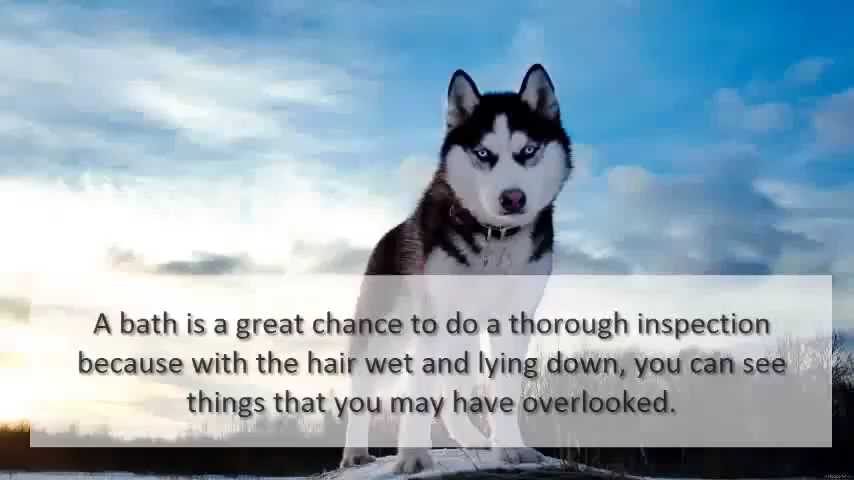 A bath is a great chance to do a thorough inspection
because with the hair wet and lying down, you can see
things that you may have overlooked.